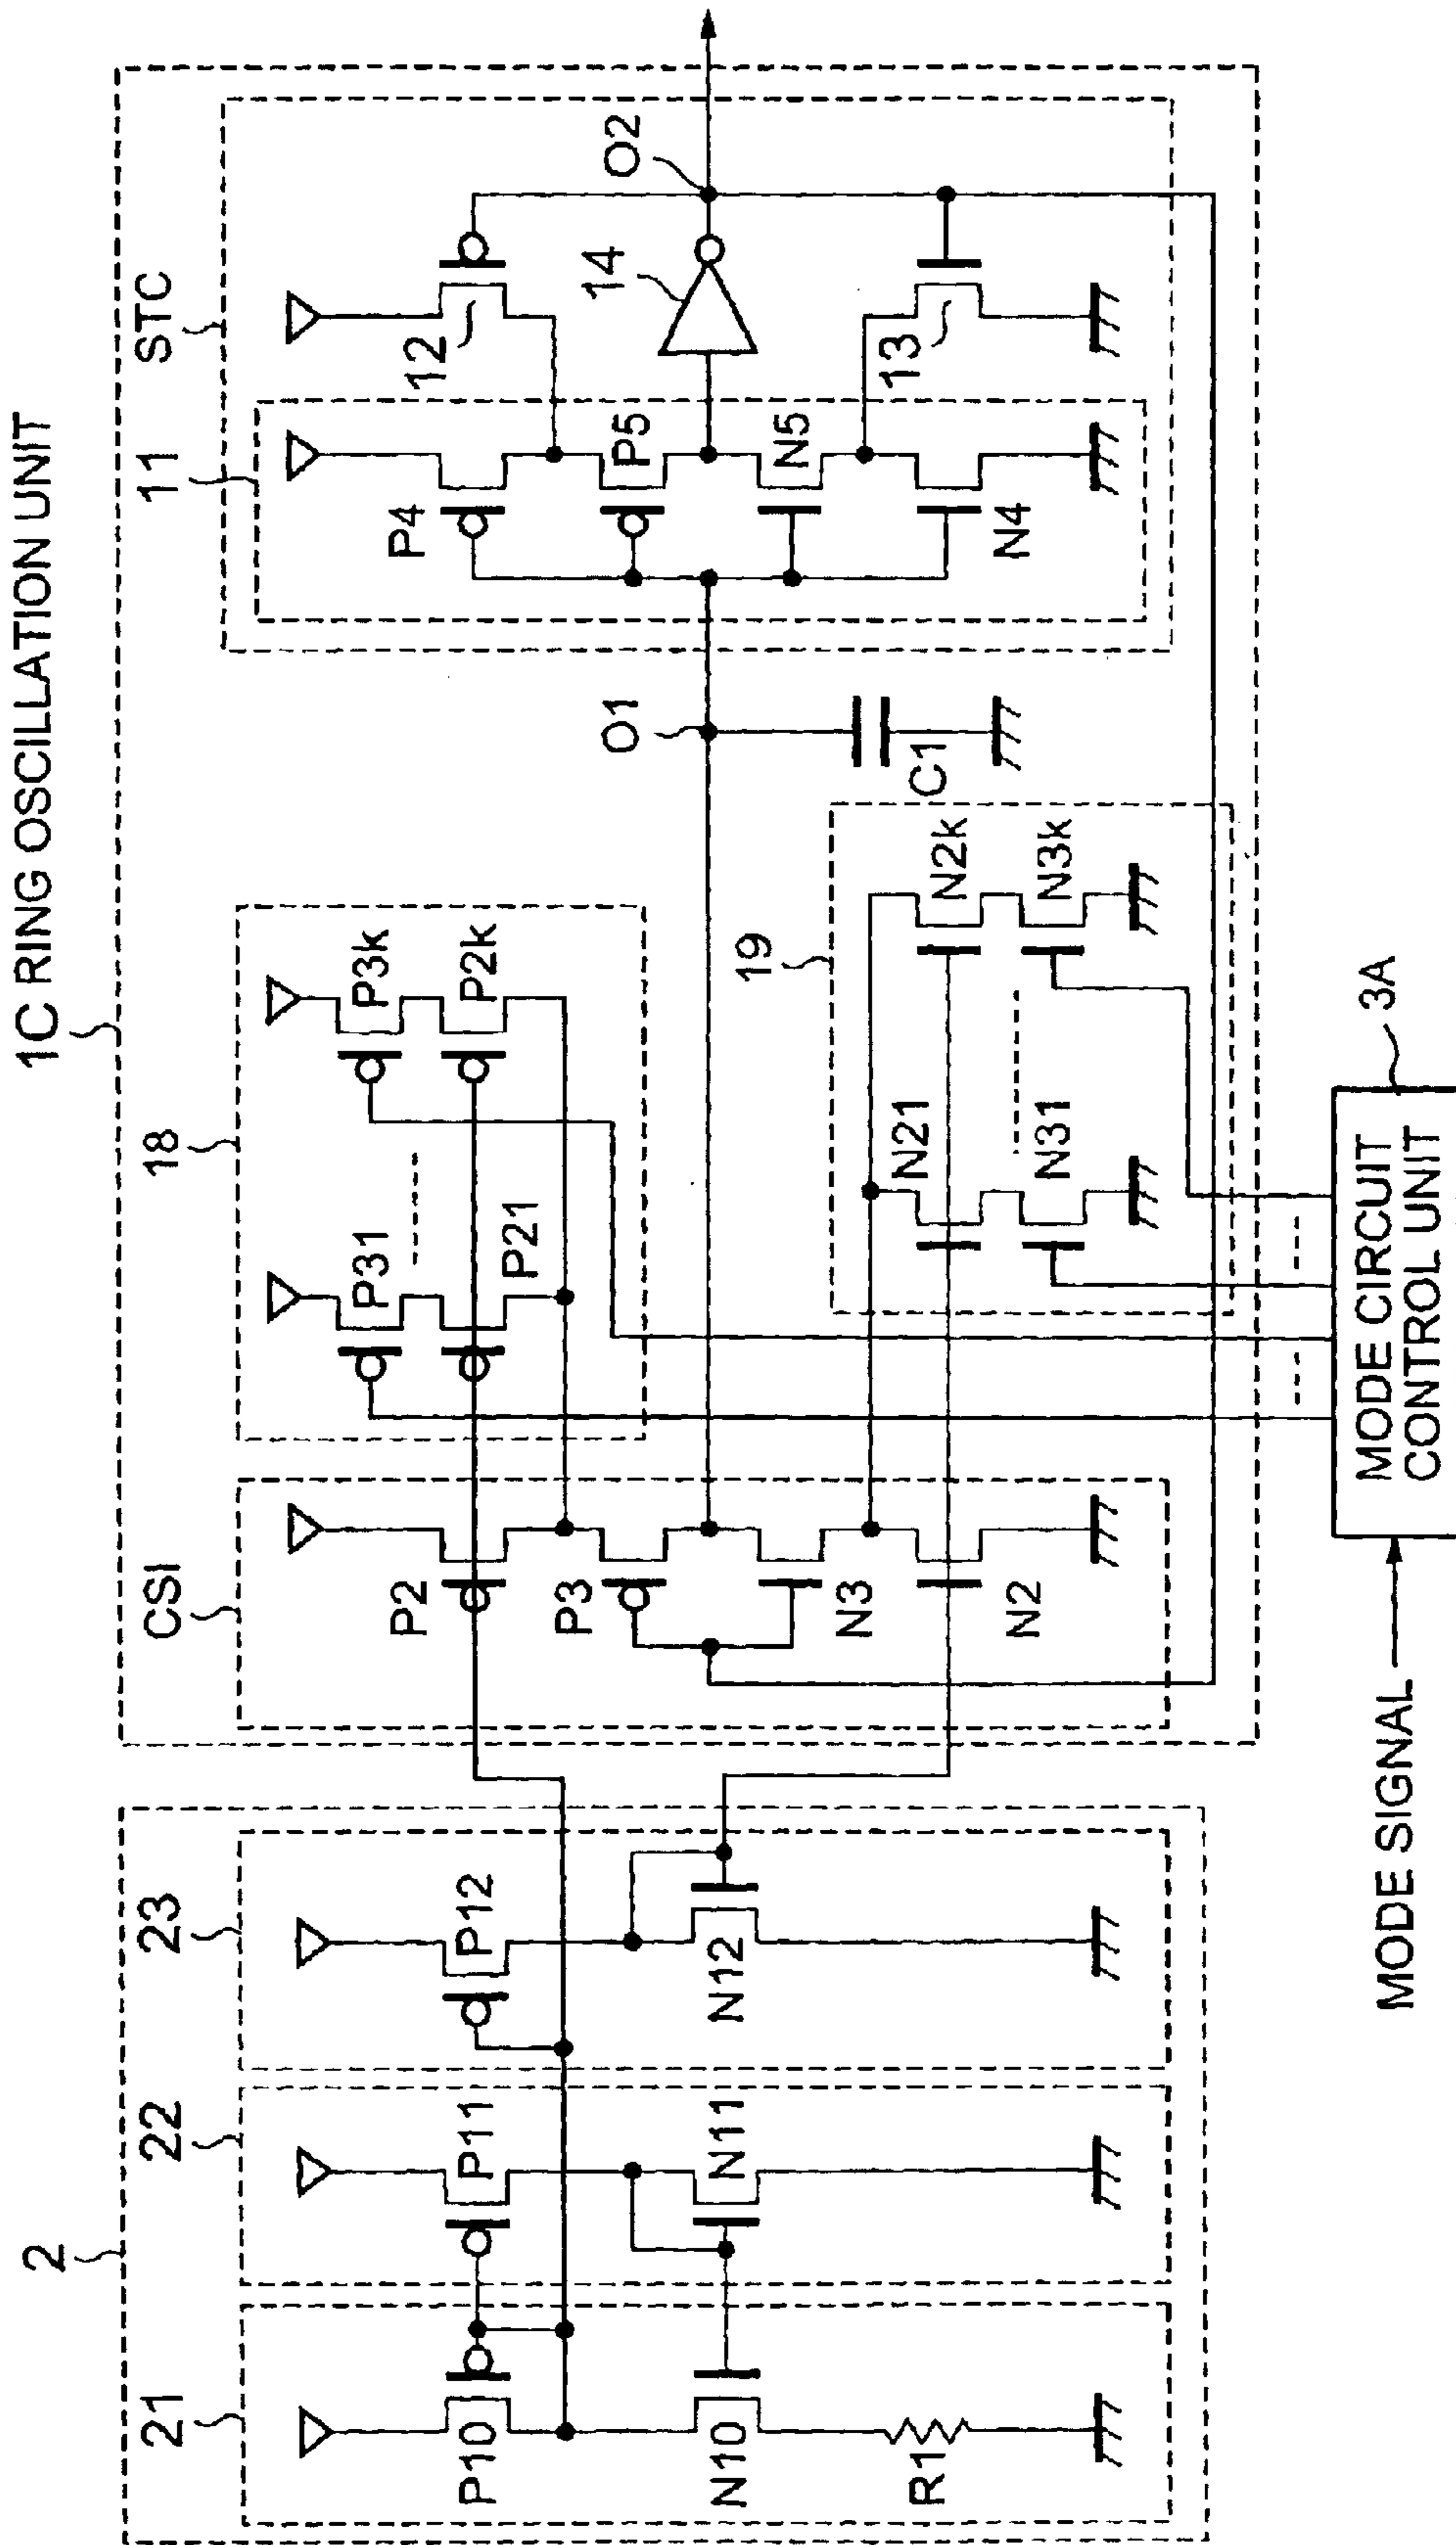 1C RING OSCILLATION UNIT
2
21
22
23
CSI
18
STC
11
P10
P11
P12
P2
P3
P31
P21
P3k
P2k
P4
P5
12
14
O2
O1
N10
N11
N12
N3
N2
N21
N31
19
N2k
N3k
C1
N5
N4
13
R1
MODE SIGNAL
MODE CIRCUIT
CONTROL UNIT
3A